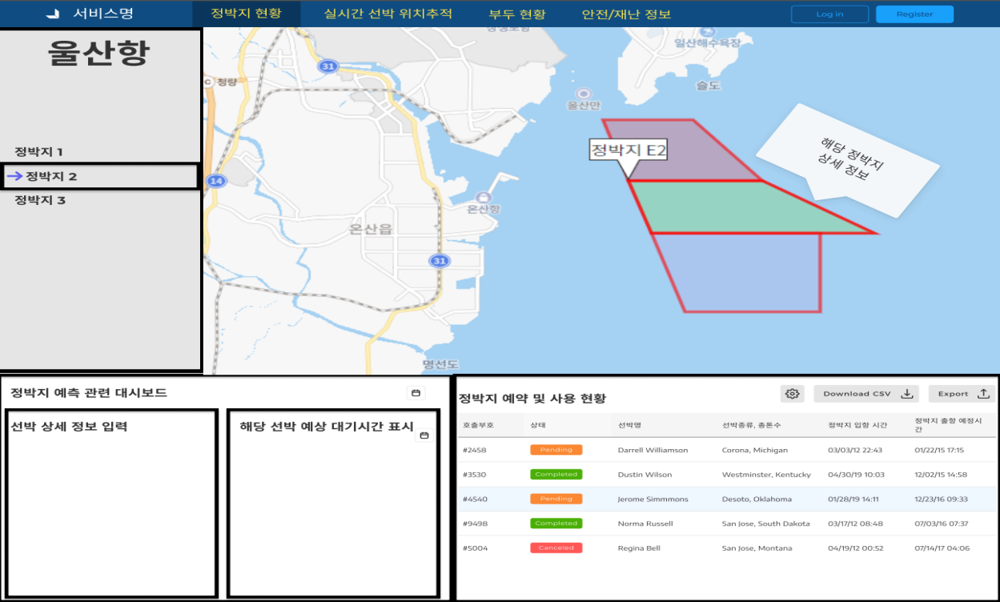 서비스명
정박지 현황
실시간 선박 위치추적
부두 현황
안전/재난 정보
Log in
Register
울산항
정박지 1
정박지 2
정박지 3
31
C 청량
일산해수욕장
슬도
울산만
정박지 E2
해당 정박지
상세 정보
14
온산항
온산읍
31
명선도
정박지 예측 관련 대시보드
선박 상세 정보 입력
해당 선박 예상 대기시간 표시
정박지 예약 및 사용 현황
Download CSV
Export
호출부호 상태 선박명 선박종류, 총톤수 정박지 입항 시간 정박지 출항 예정시
간
#2458 Pending Darrell Williamson Corona, Michigan 03/03/12 22:43 01/22/15 17:15
#3530 Completed Dustin Wilson Westminster, Kentucky 04/30/19 10:03 12/02/15 14:58
#4540 Pending Jerome Simmmons Desoto, Oklahoma 01/28/19 14:11 12/23/16 09:33
#9498 Completed Norma Russell San Jose, South Dakota 03/17/12 08:48 07/03/16 07:37
#5004 Canceled Regina Bell San Jose, Montana 04/19/12 00:52 07/14/17 04:06